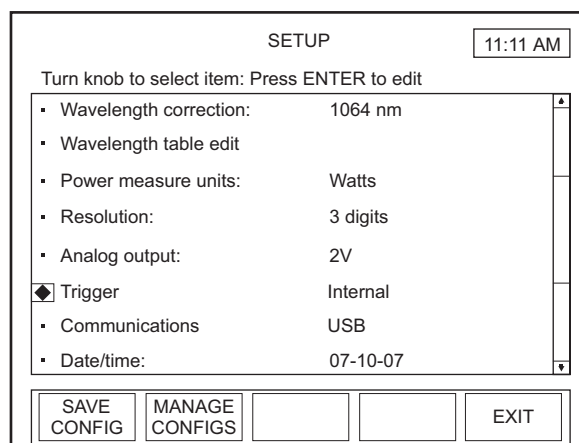 SETUP
11:11 AM
Turn knob to select item: Press ENTER to edit
Wavelength correction: 1064 nm
Wavelength table edit
Power measure units: Watts
Resolution: 3 digits
Analog output: 2V
Trigger Internal
Communications USB
Date/time: 07-10-07
SAVE CONFIG
MANAGE CONFIGS
EXIT